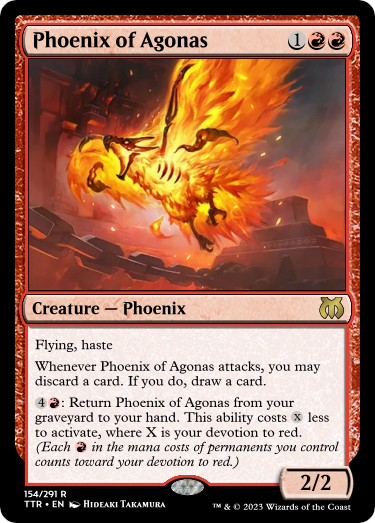 Phoenix of Agonas 1
Creature — Phoenix
Flying, haste
Whenever Phoenix of Agonas attacks, you may
discard a card. If you do, draw a card.
4: Return Phoenix of Agonas from your
graveyard to your hand. This ability costs X less
to activate, where X is your devotion to red.
(Each in the mana costs of permanents you control
counts toward your devotion to red.)
2/2
154/291 R
TTR • EN Hideaki Takamura
™ & © 2023 Wizards of the Coast